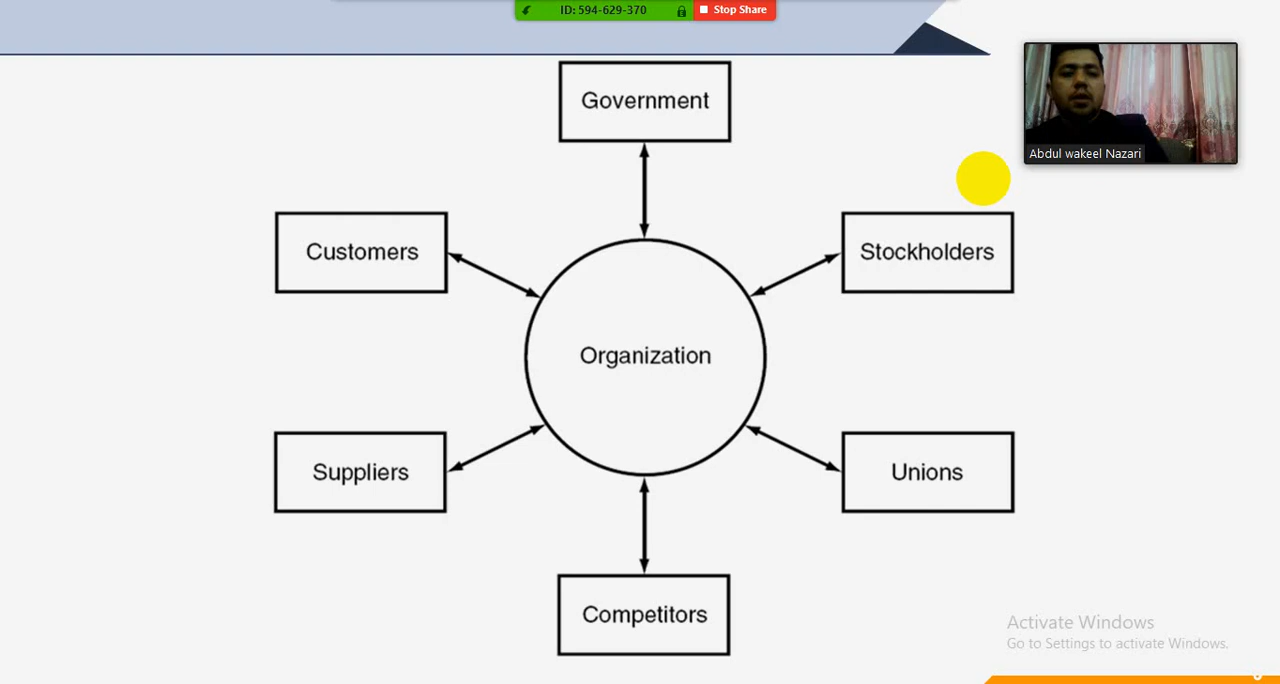 ID: 594-629-370
Stop Share
Government
Abdul wakeel Nazari
Customers
Stockholders
Organization
Suppliers
Unions
Competitors
Activate Windows
Go to Settings to activate Windows.